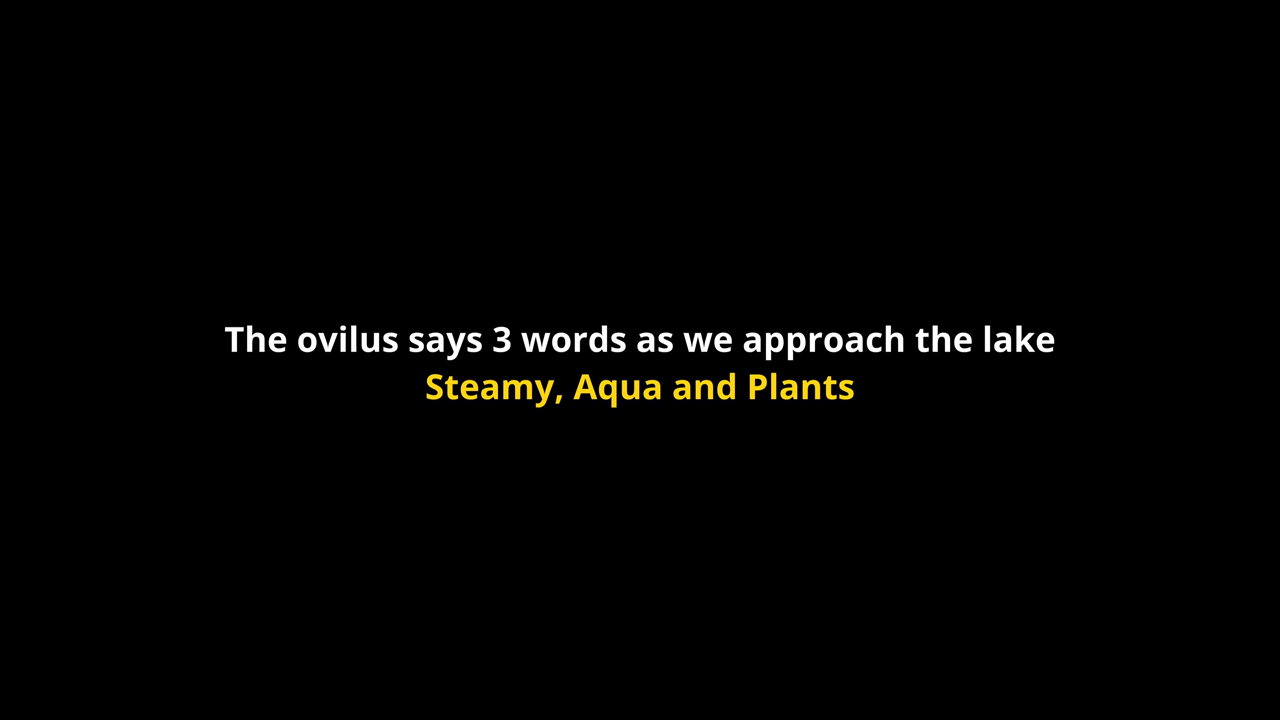 The ovilus says 3 words as we approach the lake
Steamy, Aqua and Plants